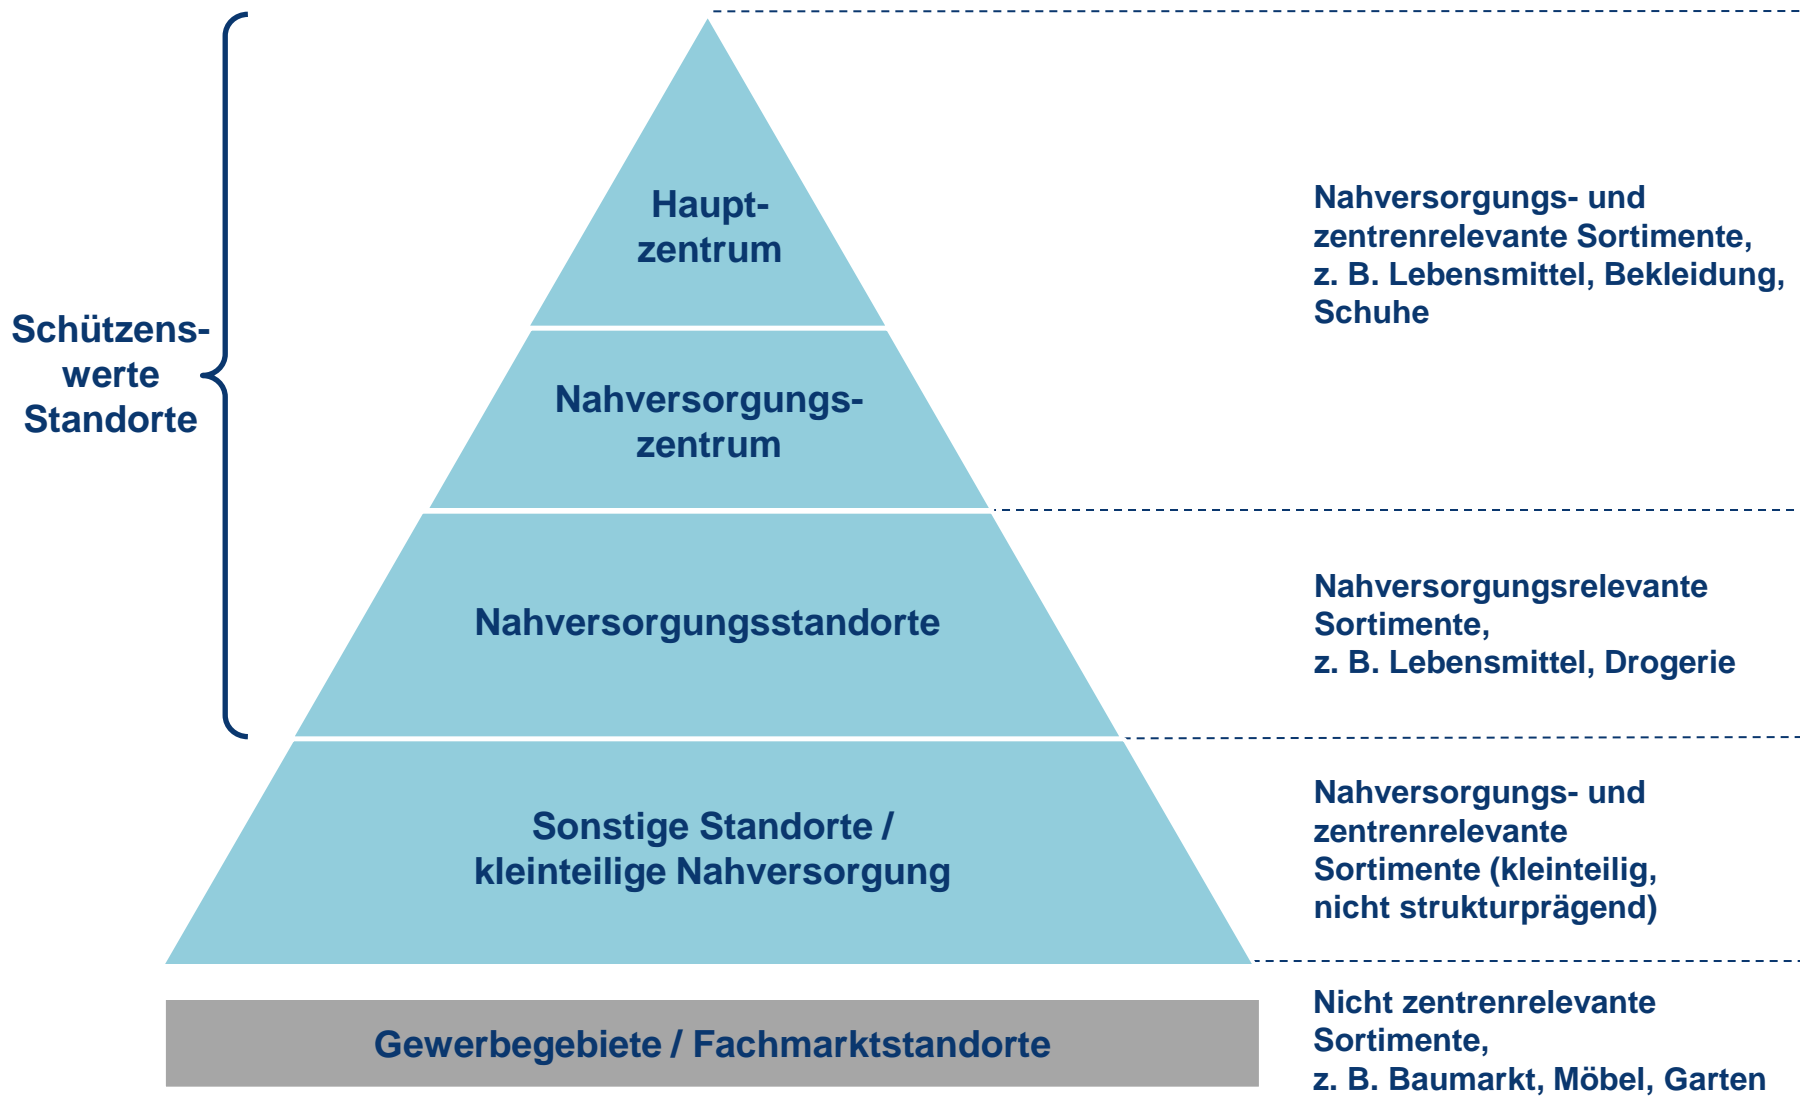 Schützens-
werte
Standorte
Haupt-
zentrum
Nahversorgungs-
zentrum
Nahversorgungsstandorte
Sonstige Standorte /
kleinteilige Nahversorgung
Gewerbegebiete / Fachmarktstandorte
Nahversorgungs- und
zentrenrelevante Sortimente,
z. B. Lebensmittel, Bekleidung,
Schuhe
Nahversorgungsrelevante
Sortimente,
z. B. Lebensmittel, Drogerie
Nahversorgungs- und
zentrenrelevante
Sortimente (kleinteilig,
nicht strukturprägend)
Nicht zentrenrelevante
Sortimente,
z. B. Baumarkt, Möbel, Garten